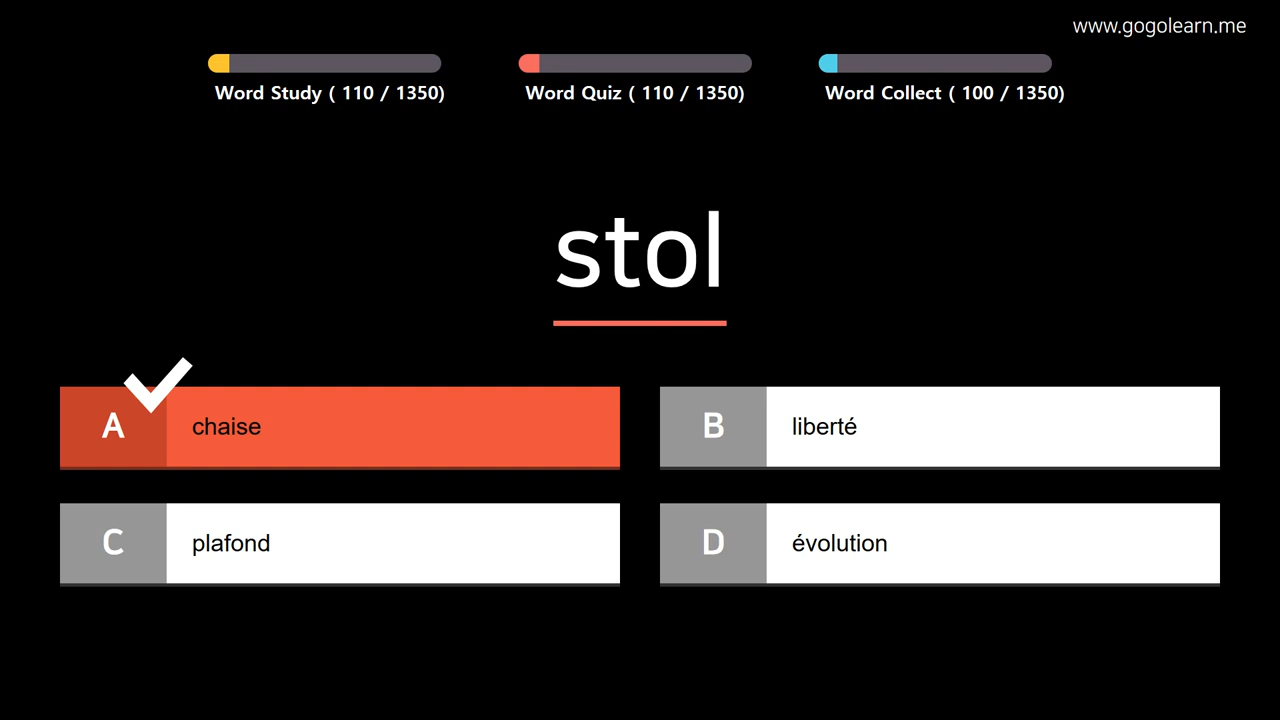 www.gogolearn.me
Word Study ( 110 / 1350)
Word Quiz ( 110 / 1350)
Word Collect ( 100 / 1350)
stol
A chaise
B liberté
C plafond
D évolution